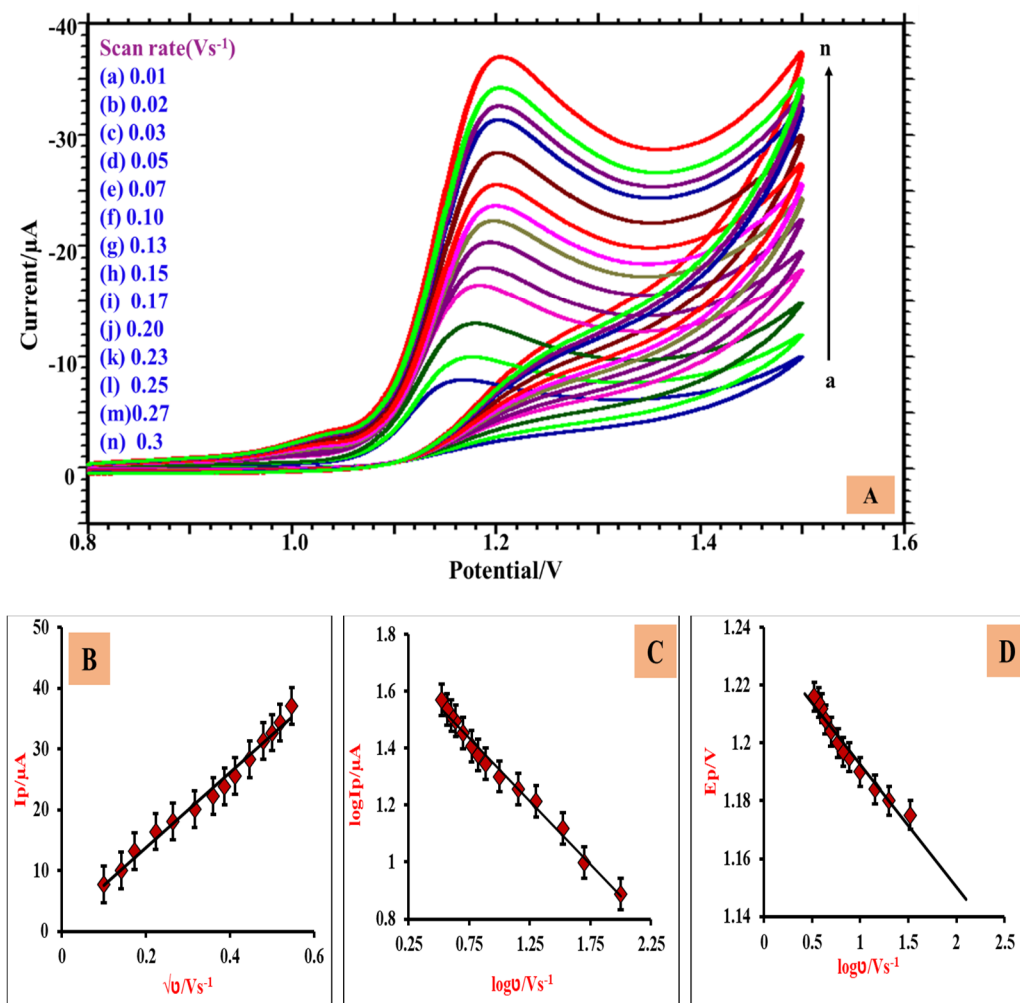 -40
-30
-20
-10
0
Current/µA
Scan rate(Vs⁻¹)
(a) 0.01
(b) 0.02
(c) 0.03
(d) 0.05
(e) 0.07
(f) 0.10
(g) 0.13
(h) 0.15
(i) 0.17
(j) 0.20
(k) 0.23
(l) 0.25
(m)0.27
(n) 0.3
n
a
A
0.8 1.0 1.2 1.4 1.6
Potential/V
B
50
40
30
20
10
0
Ip/µA
0 0.2 0.4 0.6
√υ/Vs⁻¹
C
1.8
1.6
1.4
1.2
1
0.8
logIp/µA
0.25 0.75 1.25 1.75 2.25
logυ/Vs⁻¹
D
1.24
1.22
1.2
1.18
1.16
1.14
Ep/V
0 0.5 1 1.5 2 2.5
logυ/Vs⁻¹